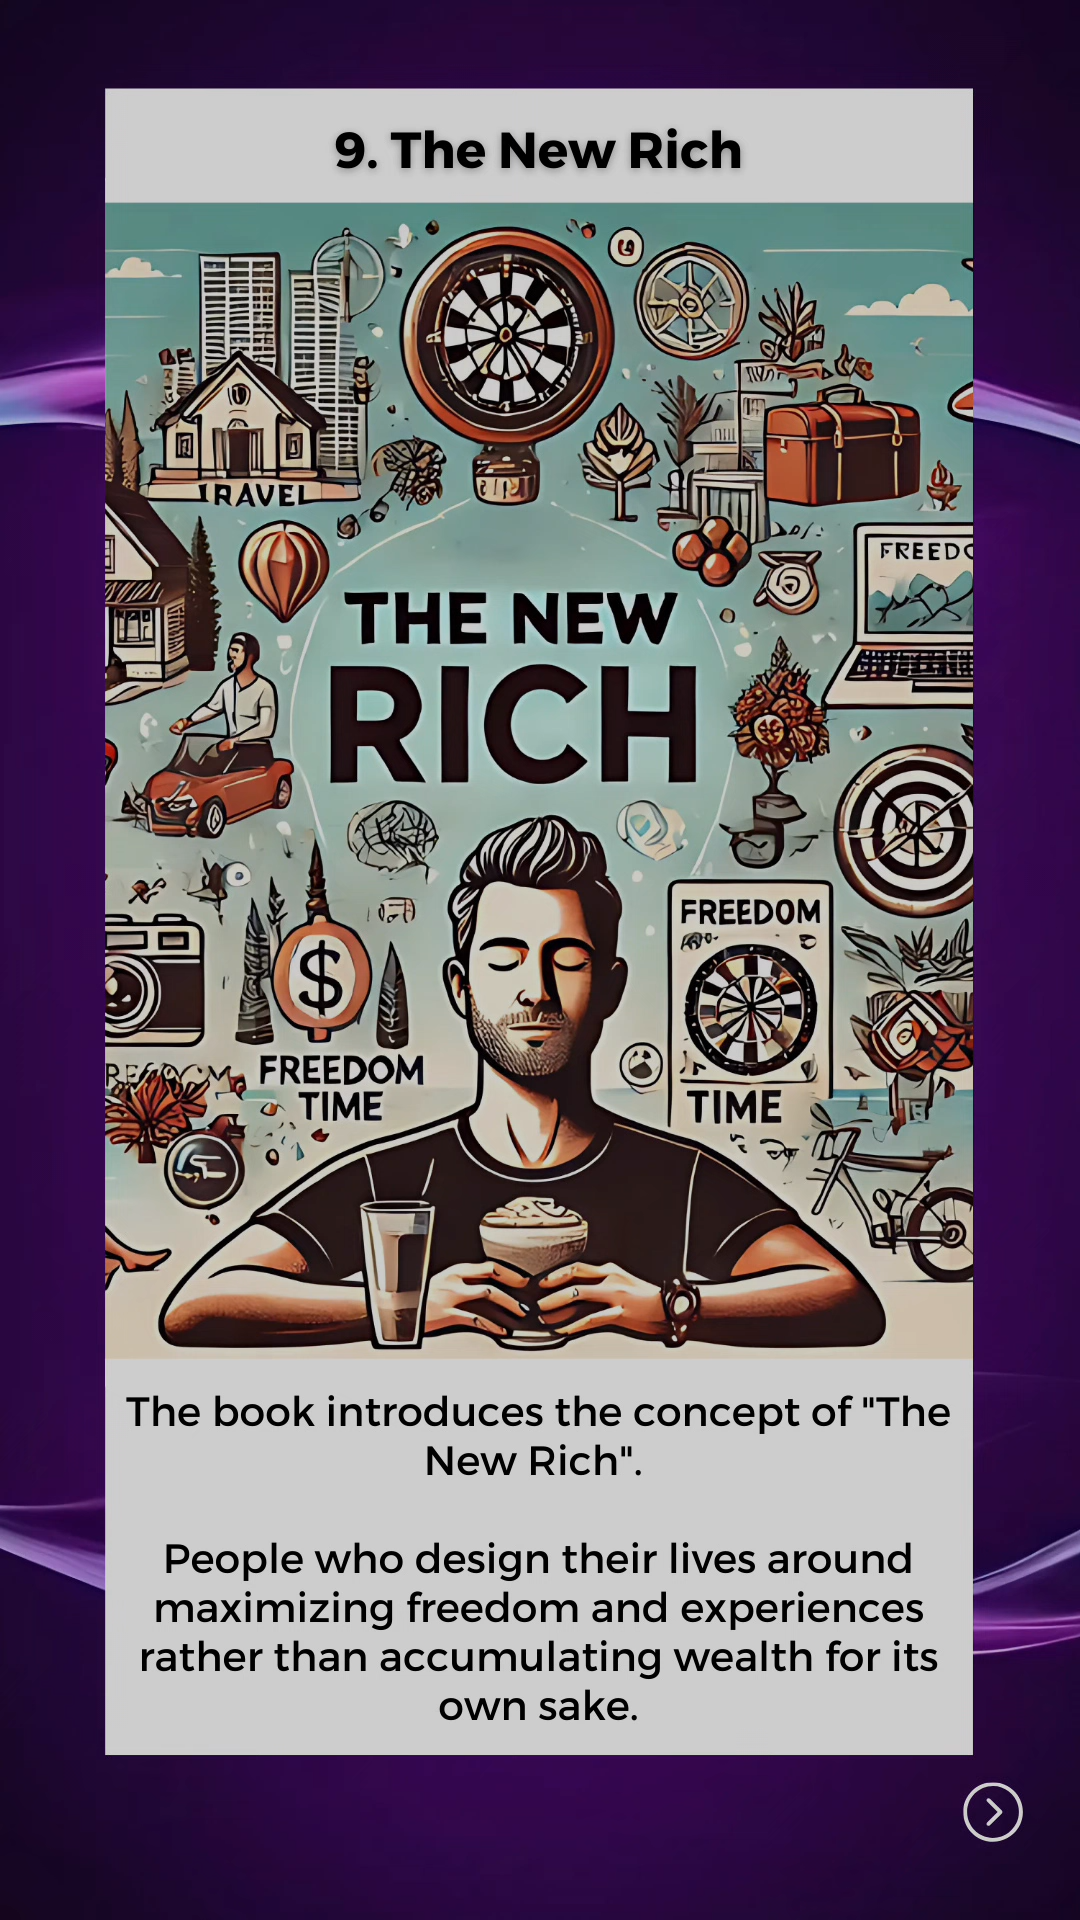 9. The New Rich
TRAVEL
FREEDO
THE NEW
RICH
FREEDOM
$
FREEDOM
TIME
TIME
The book introduces the concept of "The
New Rich".
People who design their lives around
maximizing freedom and experiences
rather than accumulating wealth for its
own sake.